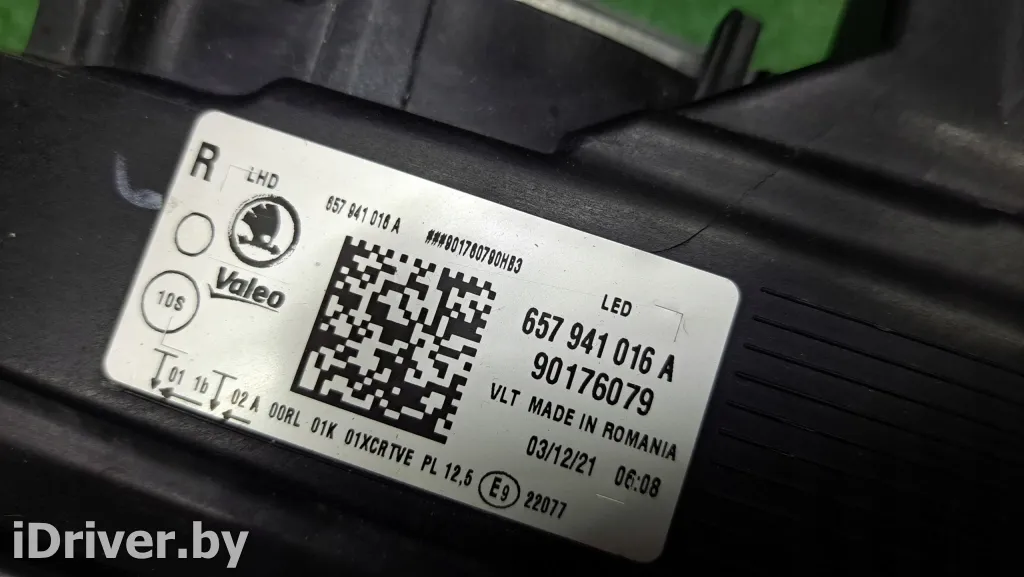 R
LHD
657 941 016 A ###901760790HB3
Valeo
10S
LED
657 941 016 A
90176079
VLT MADE IN ROMANIA
03/12/21 06:08
01 1b 02 A 00RL 01K 01XCRTVE PL 12,5 E9 22077
iDriver.by